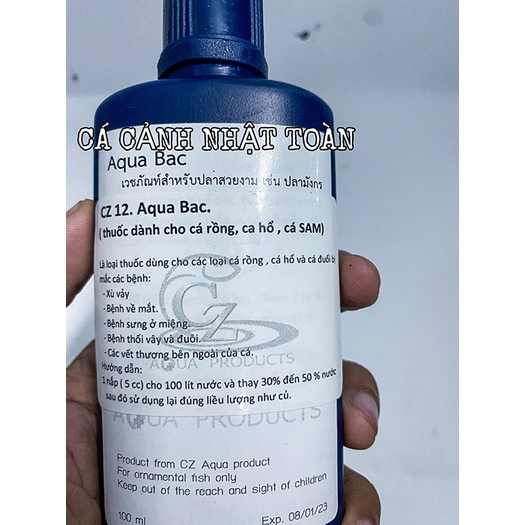 CÁ CẢNH NHẬT TOÀN
Aqua Bac
เวชภัณฑ์สำหรับปลาสวยงาม เช่น ปลามังกร
CZ 12. Aqua Bac.
( thuốc dành cho cá rồng, ca hổ , cá SAM)
Là loại thuốc dùng cho các loại cá rồng , cá hổ và cá đuối bị
mắc các bệnh:
- Xù vảy
- Bệnh về mắt.
- Bệnh sưng ở miệng.
- Bệnh thối vây và đuôi.
- Các vết thương bên ngoài của cá.
CZ
AQUA PRODUCTS
Hướng dẫn:
1 nắp ( 5 cc) cho 100 lít nước và thay 30% đến 50 % nước
sau đó sử dụng lại đúng liều lượng như củ.
AQUA PRODUCTS
Product from CZ Aqua product
For ornamental fish only
Keep out of the reach and sight of children
100 ml
Exp. 08/01/23